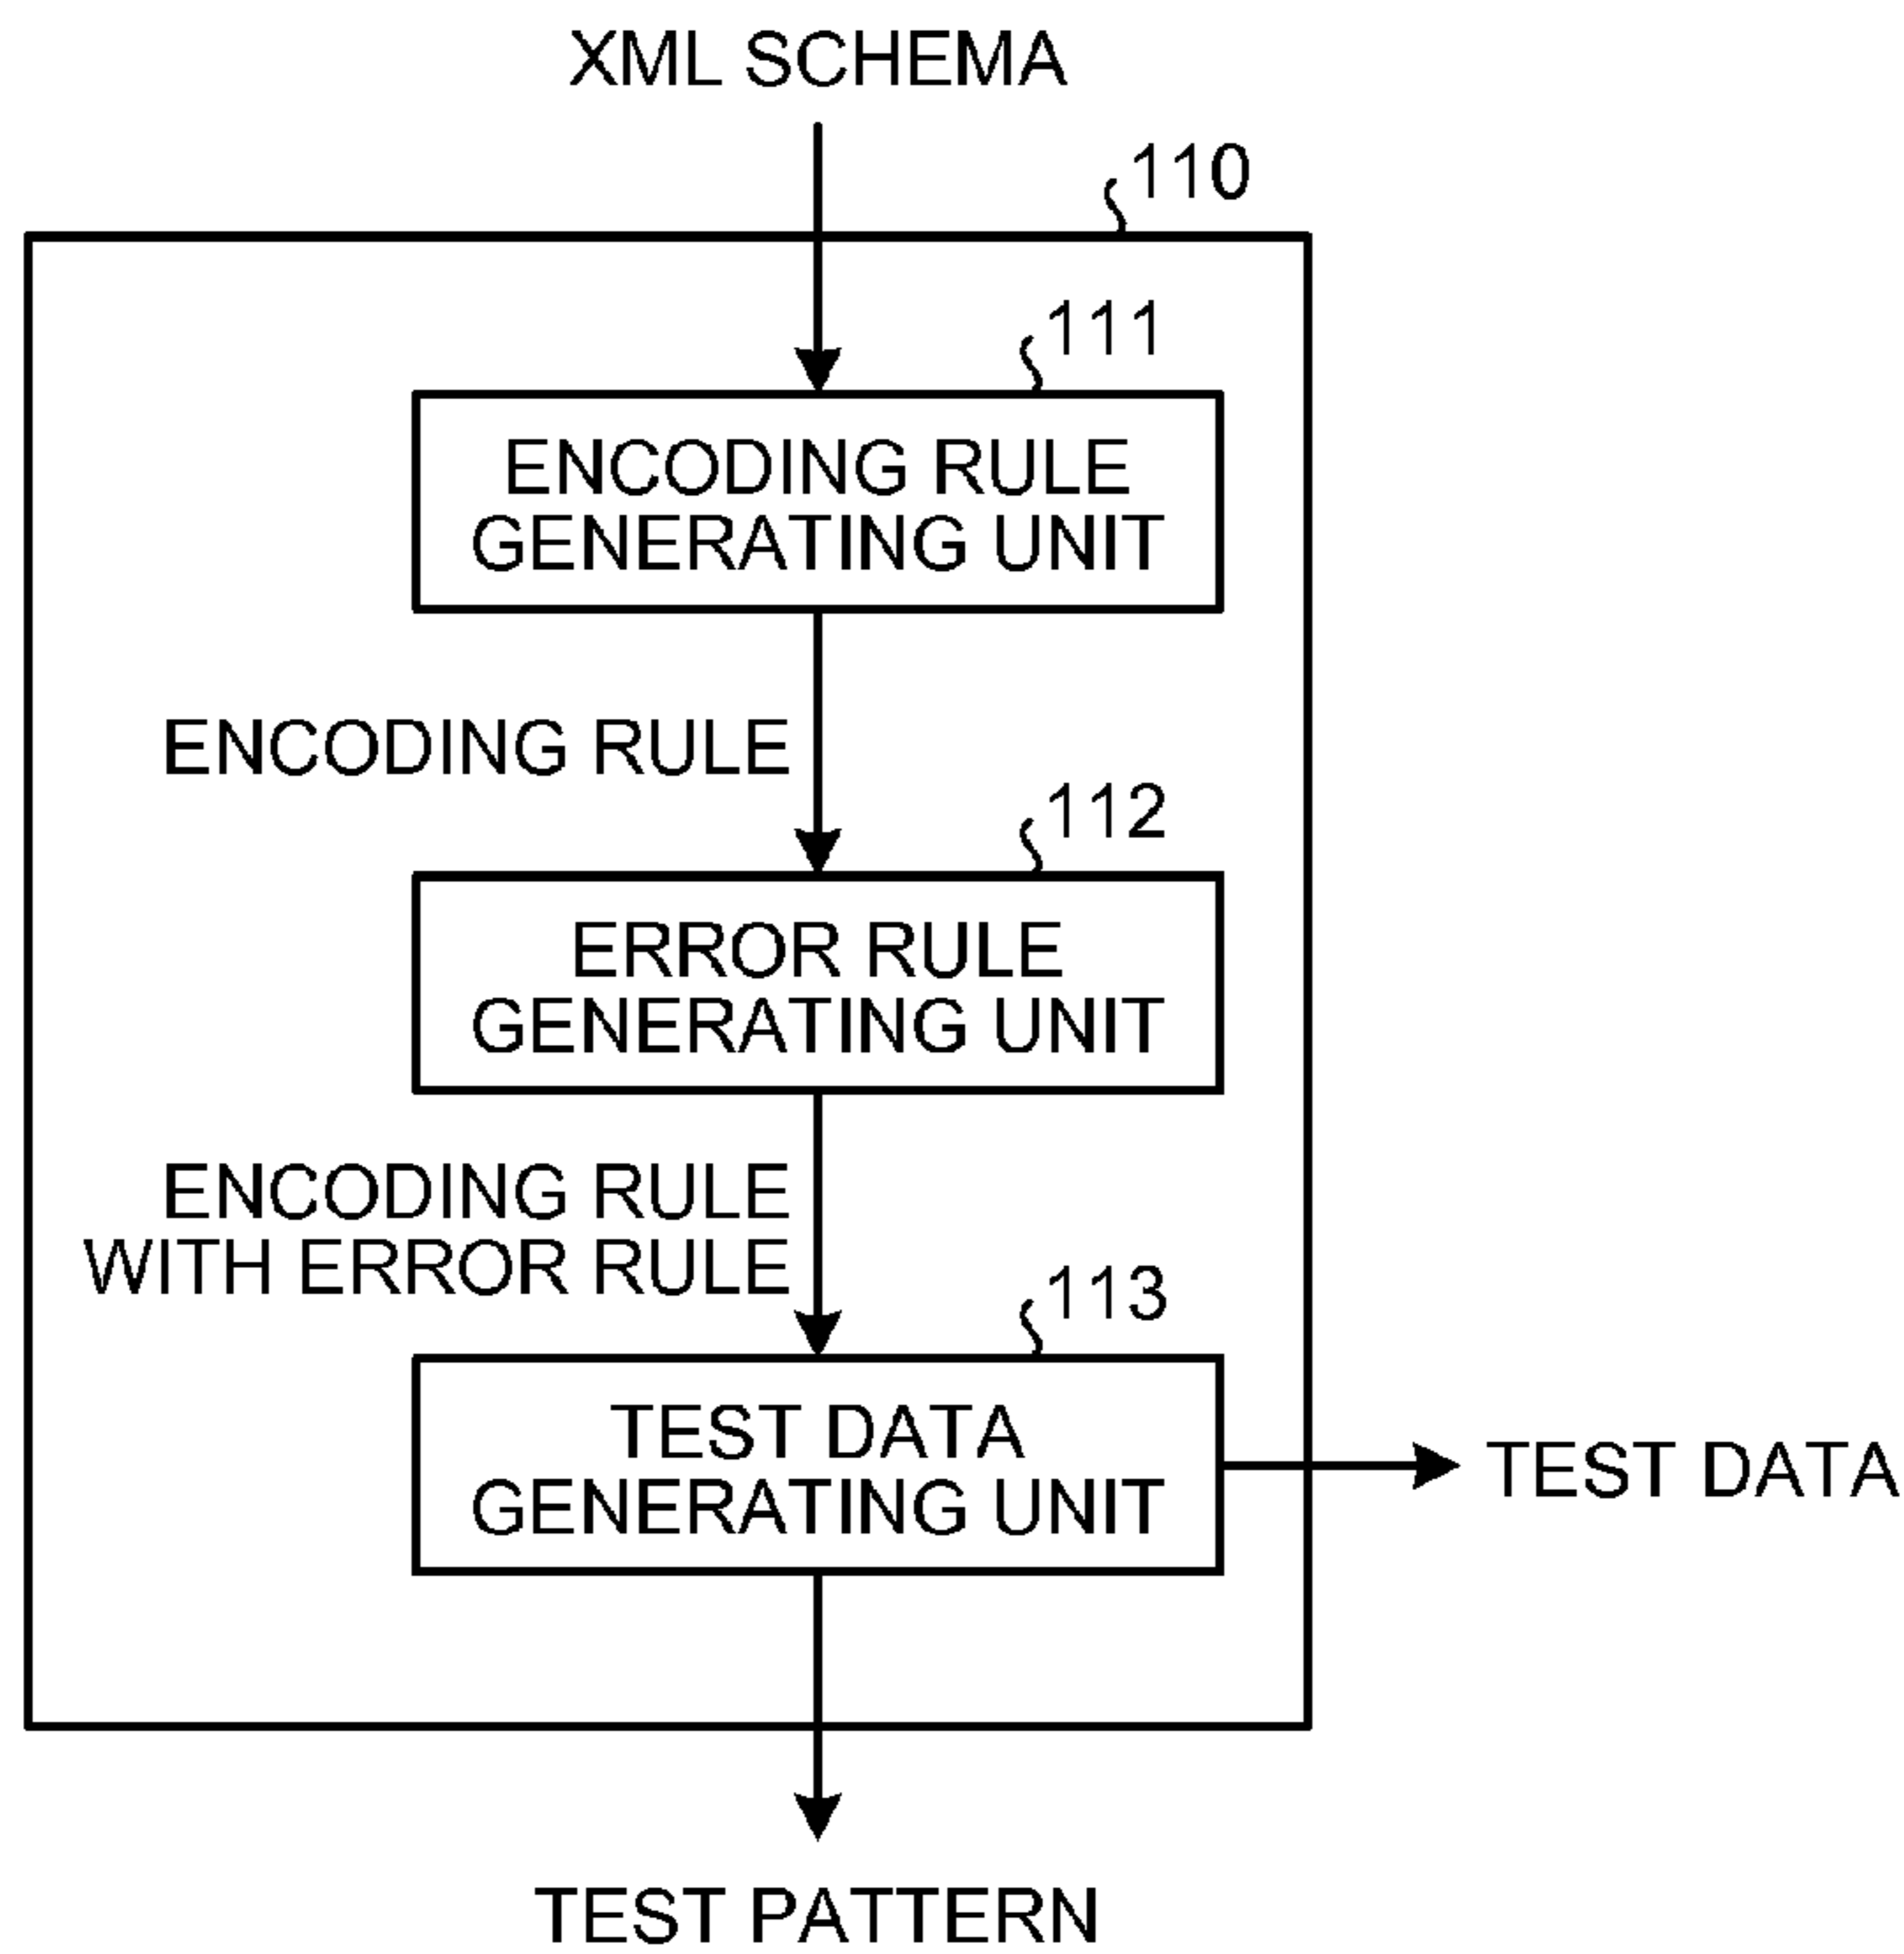 XML SCHEMA
110
111
ENCODING RULE
GENERATING UNIT
ENCODING RULE
112
ERROR RULE
GENERATING UNIT
ENCODING RULE
WITH ERROR RULE
113
TEST DATA
GENERATING UNIT
TEST DATA
TEST PATTERN